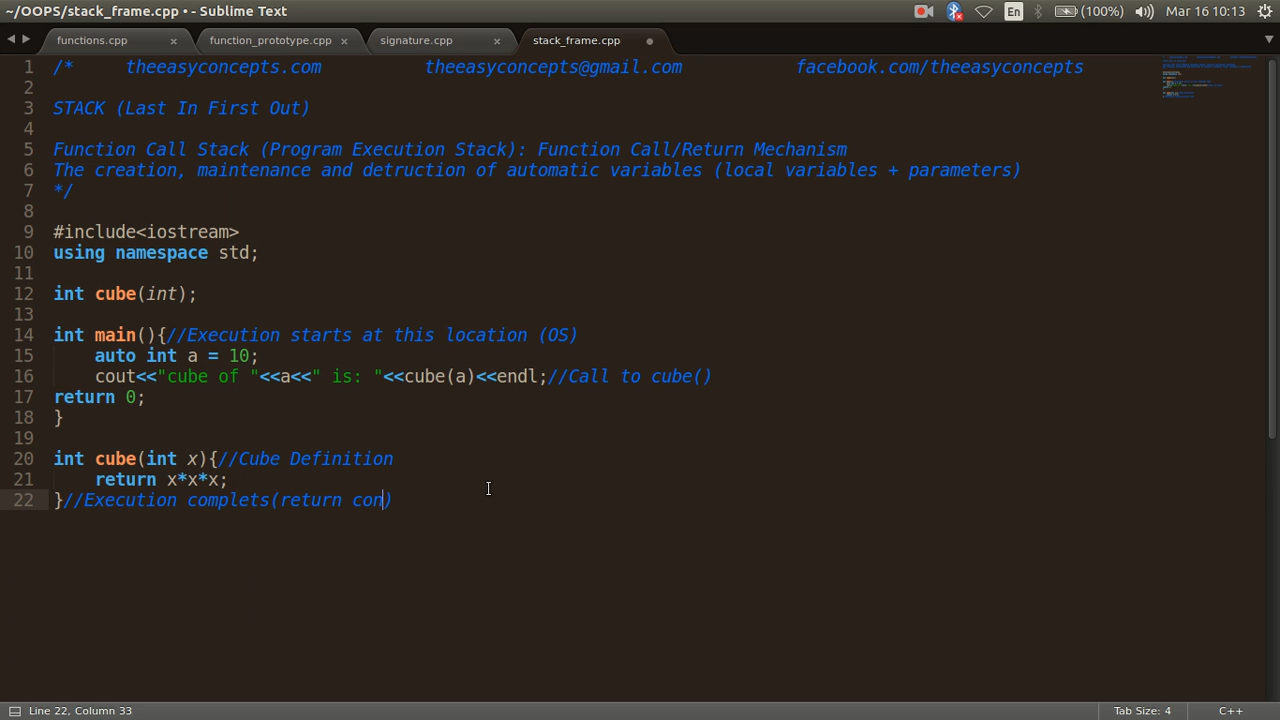 ~/OOPS/stack_frame.cpp • - Sublime Text
En
(100%)
Mar 16 10:13
functions.cpp
function_prototype.cpp
signature.cpp
stack_frame.cpp
1 /* theeasyconcepts.com theeasyconcepts@gmail.com facebook.com/theeasyconcepts
2
3 STACK (Last In First Out)
4
5 Function Call Stack (Program Execution Stack): Function Call/Return Mechanism
6 The creation, maintenance and detruction of automatic variables (local variables + parameters)
7 */
8
9 #include<iostream>
10 using namespace std;
11
12 int cube(int);
13
14 int main(){//Execution starts at this location (OS)
15     auto int a = 10;
16     cout<<"cube of "<<a<<" is: "<<cube(a)<<endl;//Call to cube()
17 return 0;
18 }
19
20 int cube(int x){//Cube Definition
21     return x*x*x;
22 }//Execution complets(return con)
Line 22, Column 33
Tab Size: 4
C++